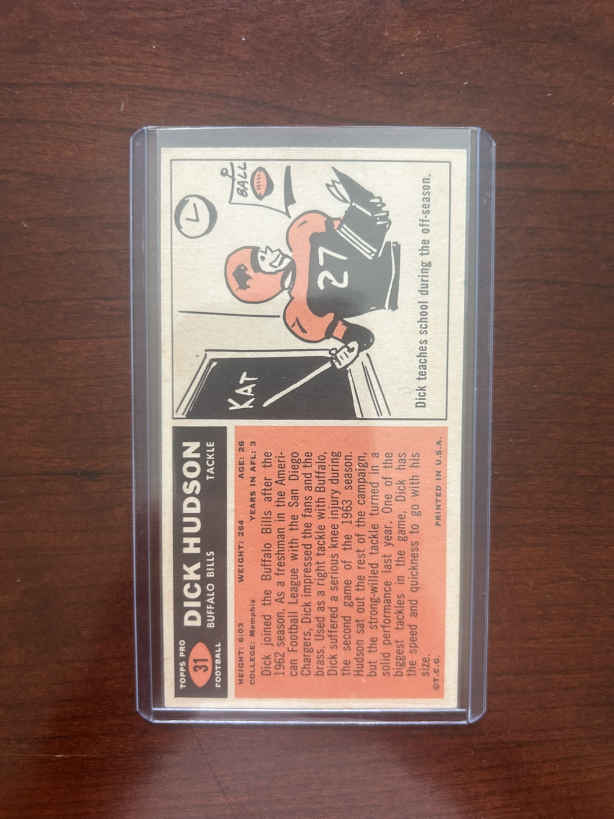 TOPPS PRO
31
FOOTBALL
DICK HUDSON
BUFFALO BILLS TACKLE
HEIGHT: 6:03 WEIGHT: 264 AGE: 26
COLLEGE: Memphis YEARS IN AFL: 3
Dick joined the Buffalo Bills after the
1962 season. As a freshman in the Ameri-
can Football League with the San Diego
Chargers, Dick impressed the fans and the
brass. Used as a right tackle with Buffalo,
Dick suffered a serious knee injury during
the second game of the 1963 season.
Hudson sat out the rest of the campaign,
but the strong-willed tackle turned in a
solid performance last year. One of the
biggest tackles in the game, Dick has
the speed and quickness to go with his
size.
©T.C.G. PRINTED IN U.S.A.
KAT
BALL
7
27
Dick teaches school during the off-season.